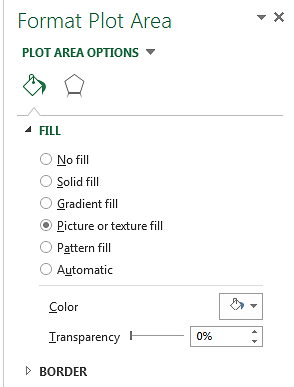 Format Plot Area
PLOT AREA OPTIONS
FILL
No fill
Solid fill
Gradient fill
Picture or texture fill
Pattern fill
Automatic
Color
Transparency 0%
BORDER